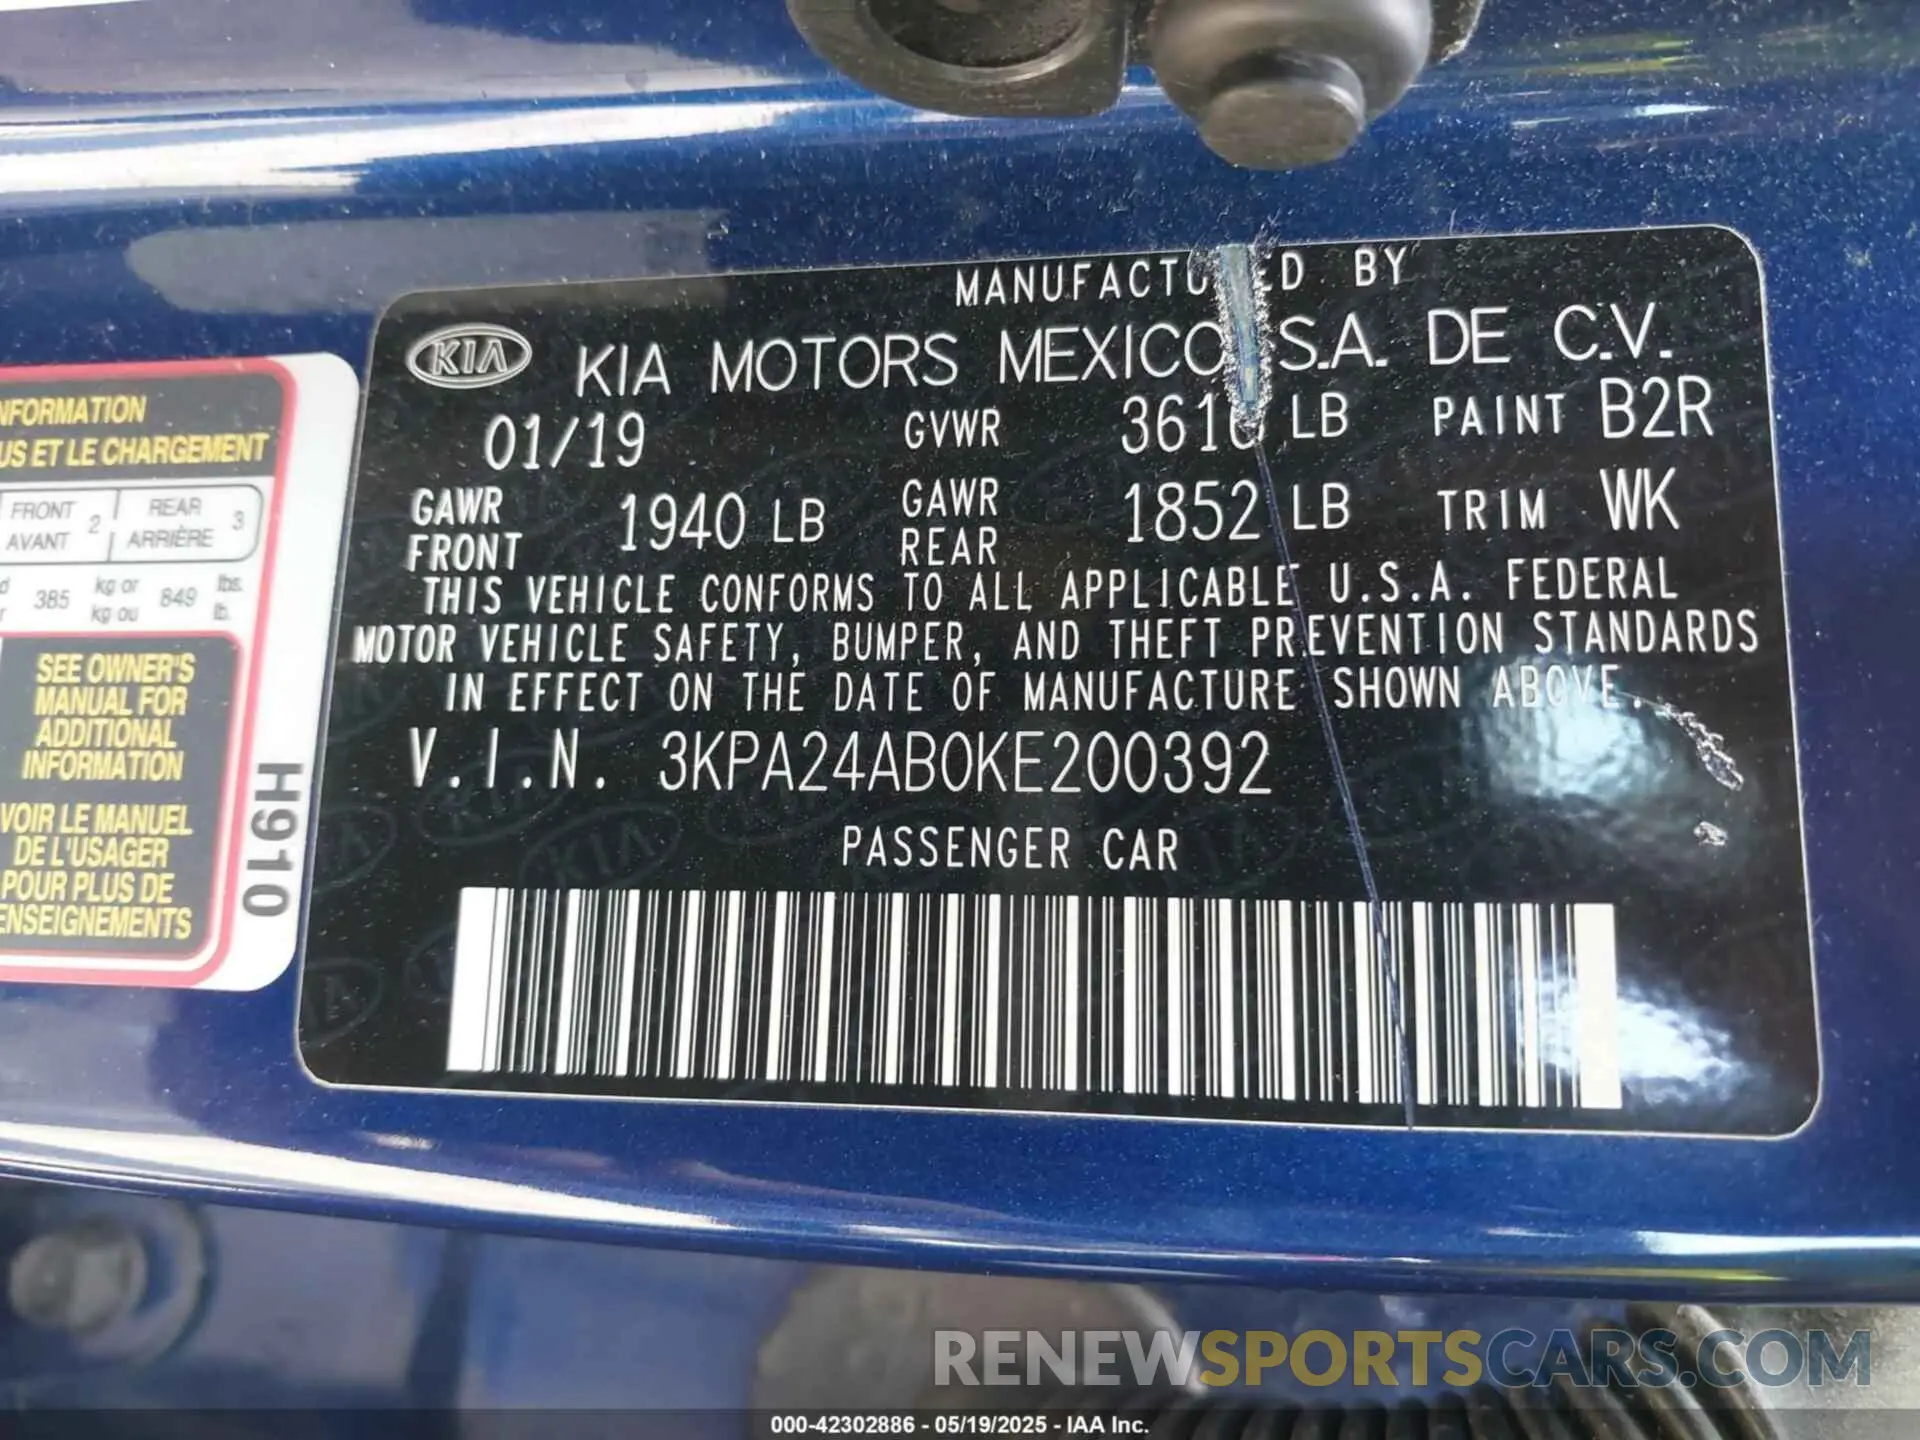 MANUFACTURED BY
KIA KIA MOTORS MEXICO S.A. DE C.V.
01/19 GVWR 3616 LB PAINT B2R
GAWR FRONT 1940 LB GAWR REAR 1852 LB TRIM WK
THIS VEHICLE CONFORMS TO ALL APPLICABLE U.S.A. FEDERAL
MOTOR VEHICLE SAFETY, BUMPER, AND THEFT PREVENTION STANDARDS
IN EFFECT ON THE DATE OF MANUFACTURE SHOWN ABOVE.
V.I.N. 3KPA24AB0KE200392
PASSENGER CAR
NFORMATION
US ET LE CHARGEMENT
FRONT AVANT 2 REAR ARRIÈRE 3
385 kg or kg ou 849 lbs. lb.
SEE OWNER'S
MANUAL FOR
ADDITIONAL
INFORMATION
VOIR LE MANUEL
DE L'USAGER
POUR PLUS DE
ENSEIGNEMENTS
H910
RENEWSPORTSCARS.COM
000-42302886 - 05/19/2025 - IAA Inc.